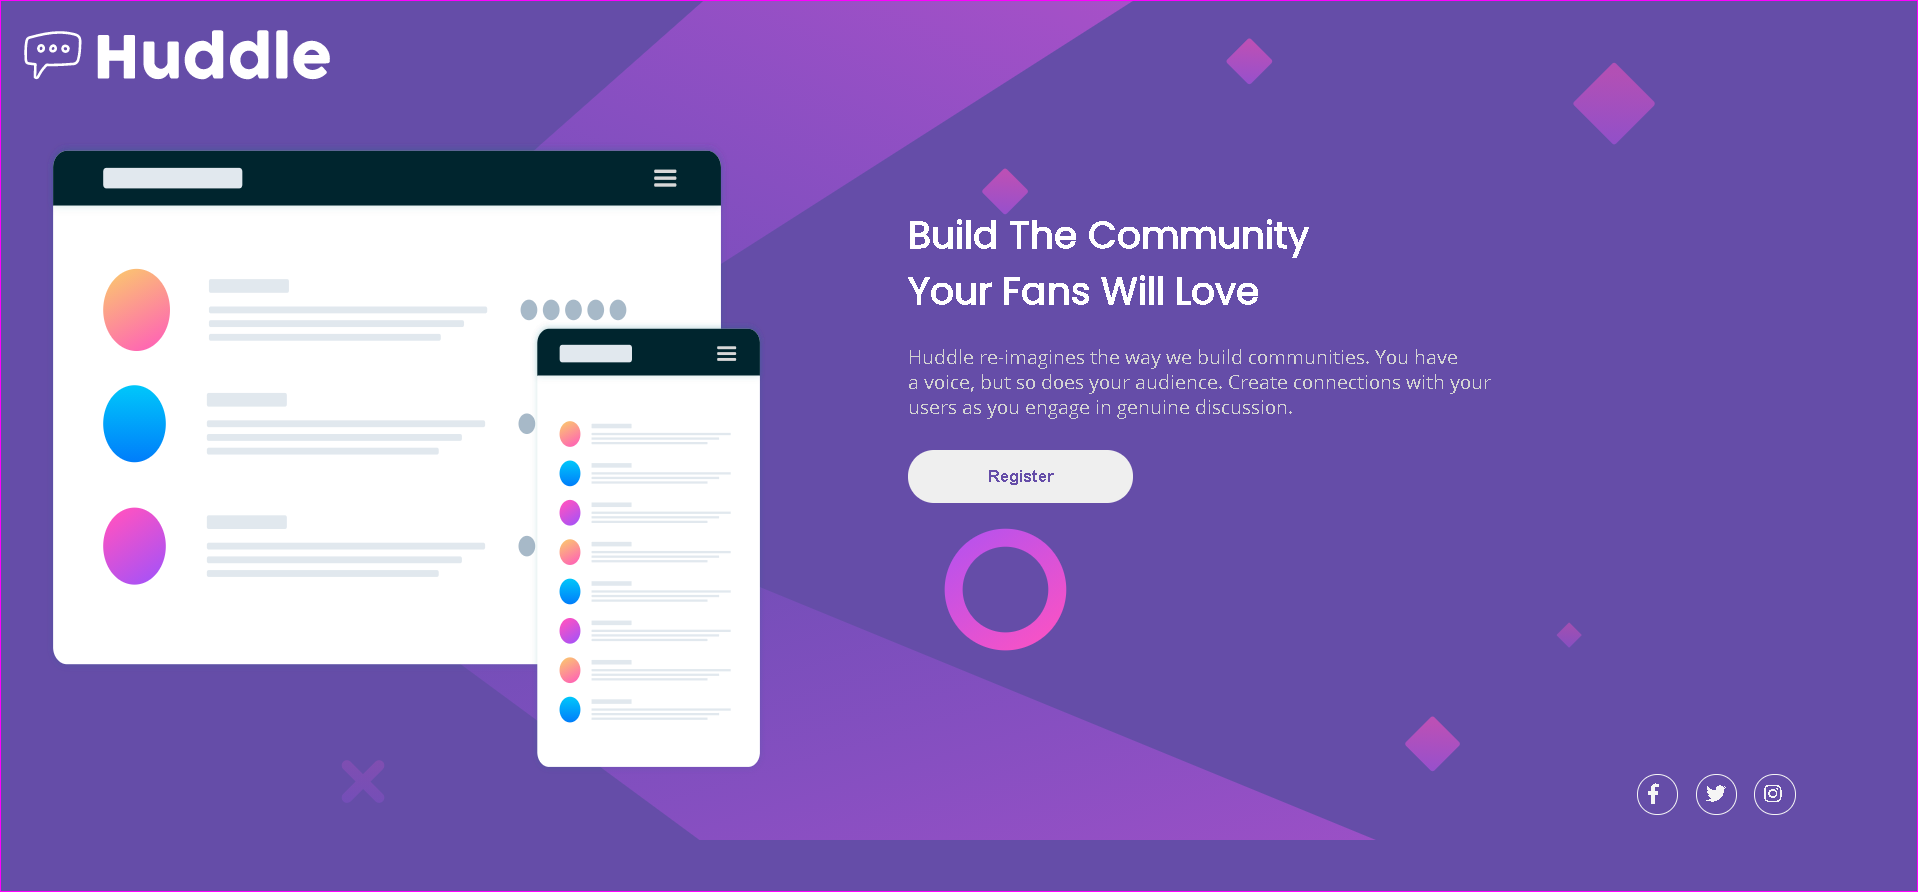 Huddle
Build The Community
Your Fans Will Love
Huddle re-imagines the way we build communities. You have
a voice, but so does your audience. Create connections with your
users as you engage in genuine discussion.
Register